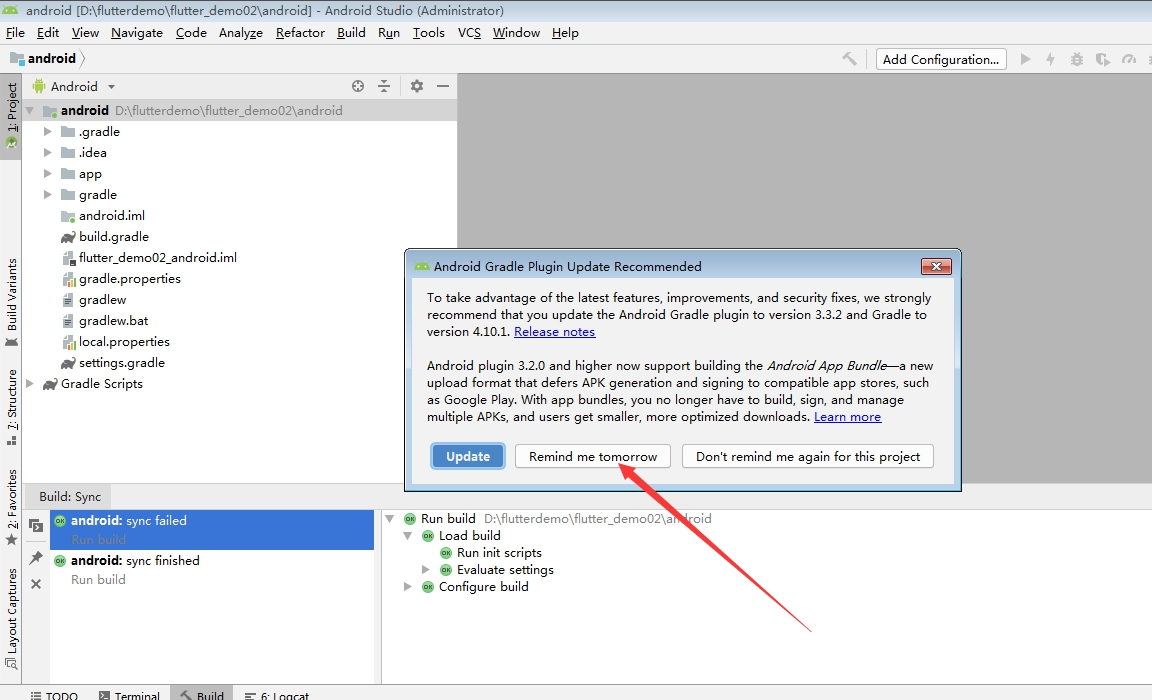 android [D:\flutterdemo\flutter_demo02\android] - Android Studio (Administrator)
File Edit View Navigate Code Analyze Refactor Build Run Tools VCS Window Help
android
Add Configuration...
Android
1: Project
android D:\flutterdemo\flutter_demo02\android
.gradle
.idea
app
gradle
android.iml
build.gradle
flutter_demo02_android.iml
gradle.properties
gradlew
gradlew.bat
local.properties
settings.gradle
Gradle Scripts
Build Variants
7: Structure
2: Favorites
Layout Captures
Android Gradle Plugin Update Recommended
To take advantage of the latest features, improvements, and security fixes, we strongly
recommend that you update the Android Gradle plugin to version 3.3.2 and Gradle to
version 4.10.1. Release notes
Android plugin 3.2.0 and higher now support building the Android App Bundle—a new
upload format that defers APK generation and signing to compatible app stores, such
as Google Play. With app bundles, you no longer have to build, sign, and manage
multiple APKs, and users get smaller, more optimized downloads. Learn more
Update
Remind me tomorrow
Don't remind me again for this project
Build: Sync
OK android: sync failed
Run build
OK android: sync finished
Run build
OK Run build D:\flutterdemo\flutter_demo02\android
OK Load build
OK Run init scripts
OK Evaluate settings
OK Configure build
TODO
Terminal
Build
6: Logcat